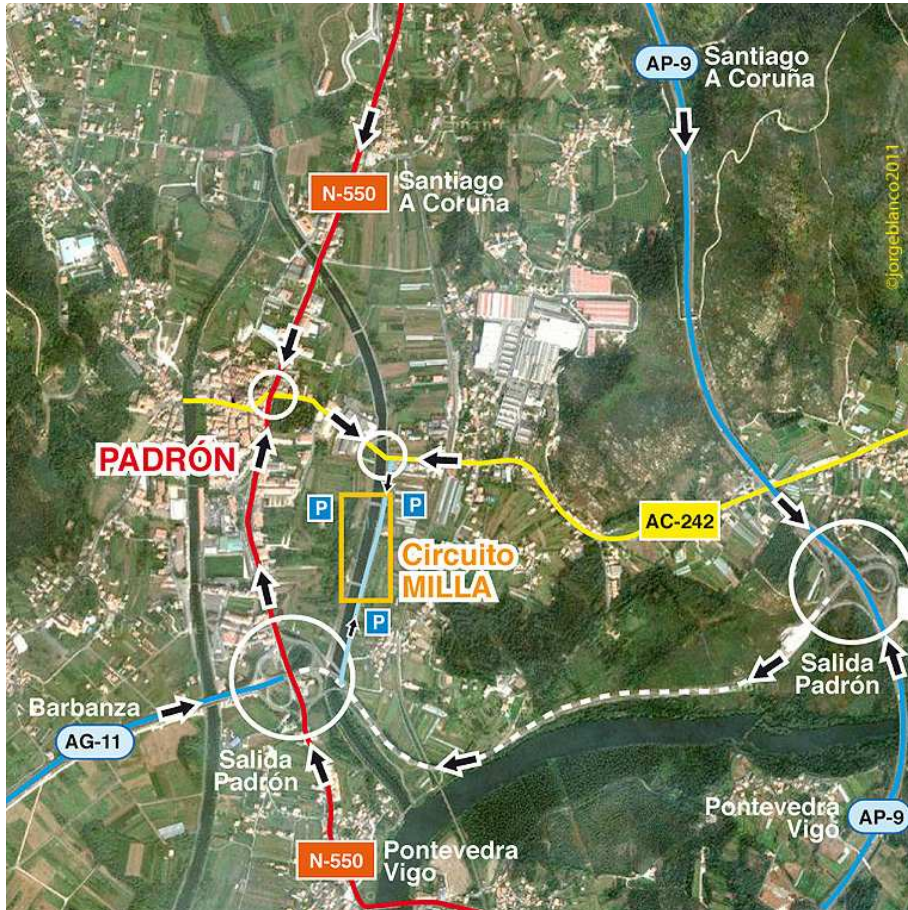 AP-9
Santiago
A Coruña
N-550
Santiago
A Coruña
©jorgeblanco2011
PADRÓN
P
P
AC-242
Circuito
MILLA
P
Salida
Padrón
Barbanza
AG-11
Salida
Padrón
Pontevedra
Vigo
AP-9
N-550
Pontevedra
Vigo